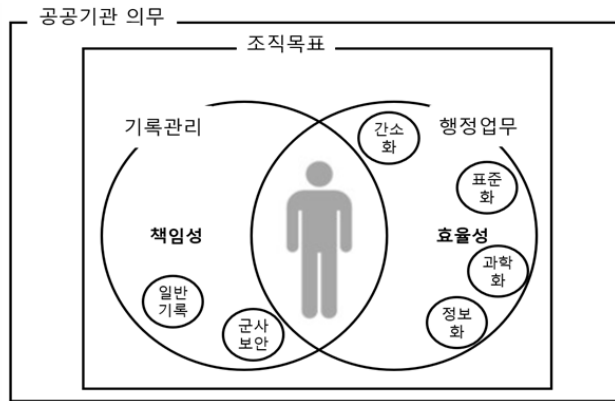 공공기관 의무
조직목표
기록관리
행정업무
간소
화
표준
화
책임성
효율성
과학
화
일반
기록
정보
화
군사
보안